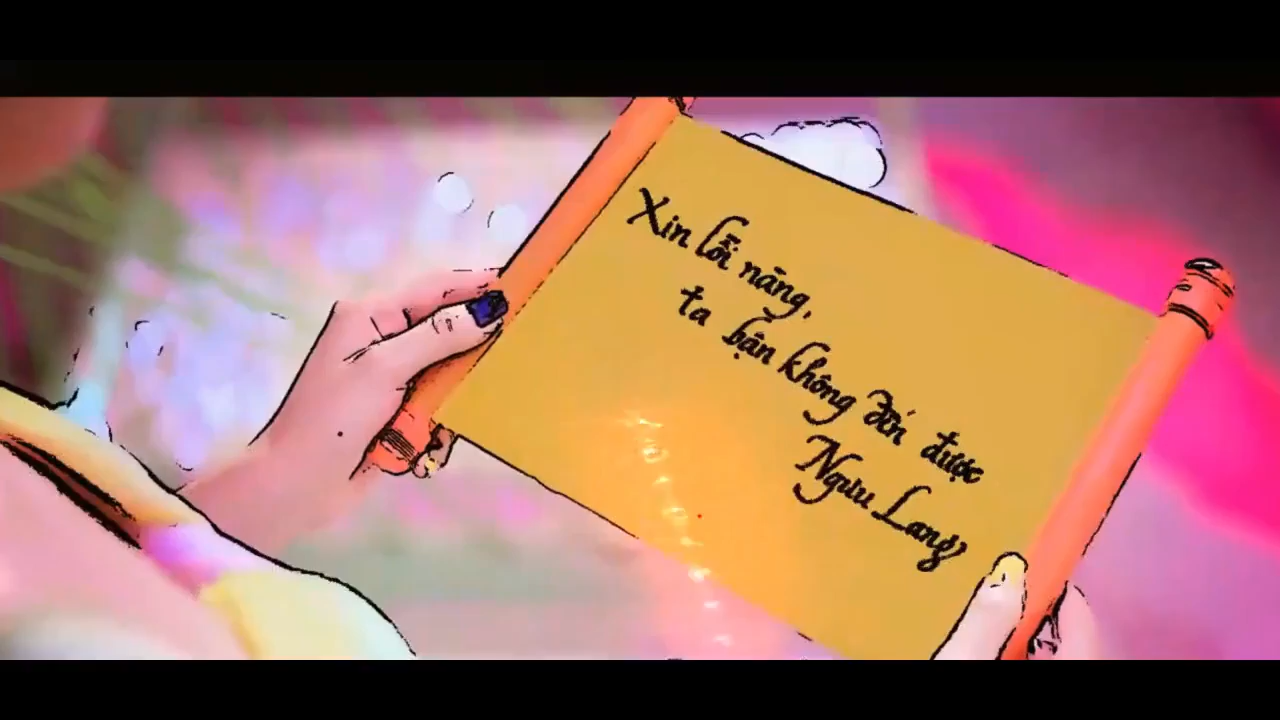 Xin lỗi nàng,
ta bận không đến được
Ngưu Lang